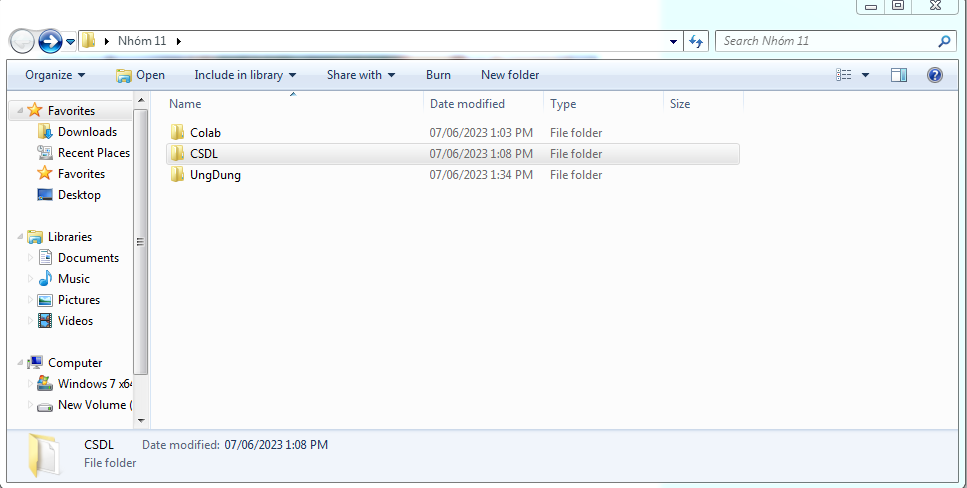 Nhóm 11
Search Nhóm 11
Organize
Open
Include in library
Share with
Burn
New folder
Name
Date modified
Type
Size
Favorites
Downloads
Recent Places
Favorites
Desktop
Libraries
Documents
Music
Pictures
Videos
Computer
Windows 7 x64
New Volume (
Colab 07/06/2023 1:03 PM File folder
CSDL 07/06/2023 1:08 PM File folder
UngDung 07/06/2023 1:34 PM File folder
CSDL Date modified: 07/06/2023 1:08 PM
File folder